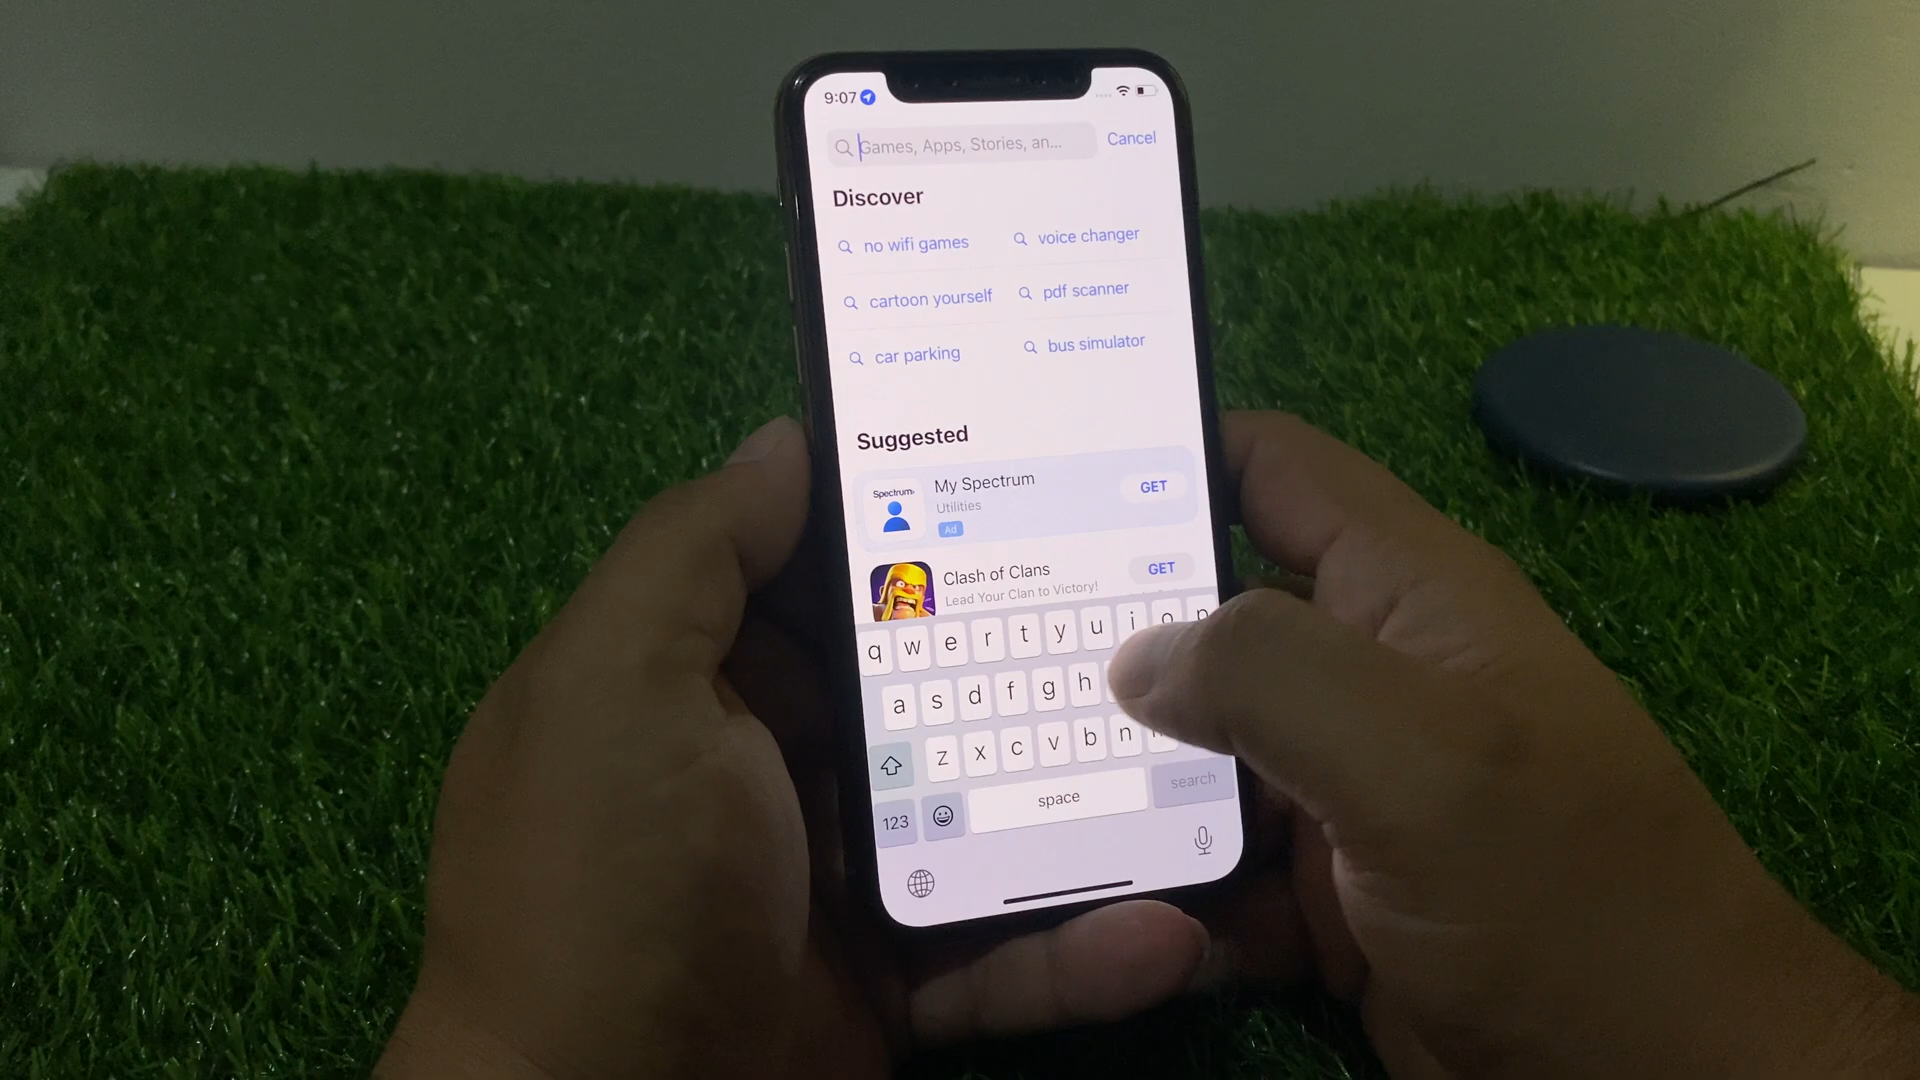 9:07
Games, Apps, Stories, an...
Cancel
Discover
no wifi games
voice changer
cartoon yourself
pdf scanner
car parking
bus simulator
Suggested
Spectrum
My Spectrum
Utilities
Ad
GET
Clash of Clans
Lead Your Clan to Victory!
GET
q w e r t y u i o p
a s d f g h
z x c v b n
123
space
search